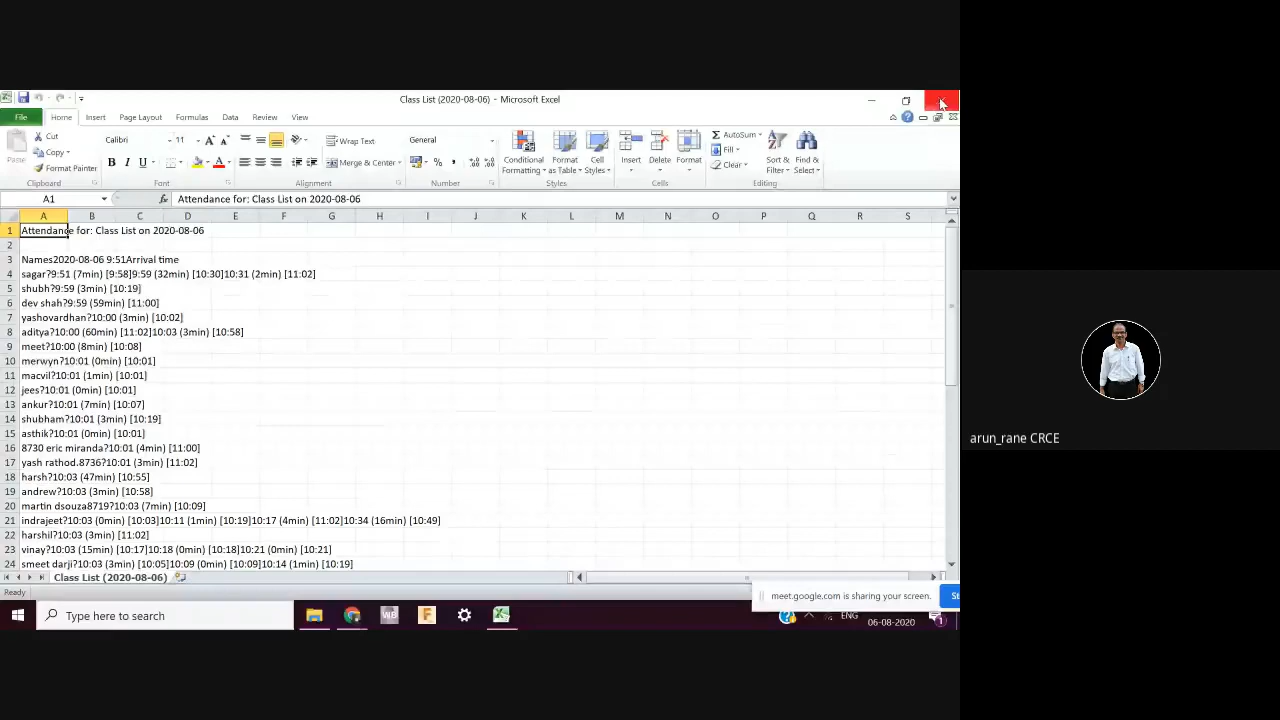 Class List (2020-08-06) - Microsoft Excel
File Home Insert Page Layout Formulas Data Review View
Cut
Copy
Format Painter
Paste
Clipboard
Calibri 11
B I U
Font
Wrap Text
Merge & Center
Alignment
General
Number
Conditional Formatting
Format as Table
Cell Styles
Styles
Insert Delete Format
Cells
AutoSum
Fill
Clear
Sort & Filter
Find & Select
Editing
A1 fx Attendance for: Class List on 2020-08-06
A B C D E F G H I J K L M N O P Q R S
1 Attendance for: Class List on 2020-08-06
2
3 Names2020-08-06 9:51Arrival time
4 sagar?9:51 (7min) [9:58]9:59 (32min) [10:30]10:31 (2min) [11:02]
5 shubh?9:59 (3min) [10:19]
6 dev shah?9:59 (59min) [11:00]
7 yashovardhan?10:00 (3min) [10:02]
8 aditya?10:00 (60min) [11:02]10:03 (3min) [10:58]
9 meet?10:00 (8min) [10:08]
10 merwyn?10:01 (0min) [10:01]
11 macvil?10:01 (1min) [10:01]
12 jees?10:01 (0min) [10:01]
13 ankur?10:01 (7min) [10:07]
14 shubham?10:01 (3min) [10:19]
15 asthik?10:01 (0min) [10:01]
16 8730 eric miranda?10:01 (4min) [11:00]
17 yash rathod.8736?10:01 (3min) [11:02]
18 harsh?10:03 (47min) [10:55]
19 andrew?10:03 (3min) [10:58]
20 martin dsouza8719?10:03 (7min) [10:09]
21 indrajeet?10:03 (0min) [10:03]10:11 (1min) [10:19]10:17 (4min) [11:02]10:34 (16min) [10:49]
22 harshil?10:03 (3min) [11:02]
23 vinay?10:03 (15min) [10:17]10:18 (0min) [10:18]10:21 (0min) [10:21]
24 smeet darji?10:03 (3min) [10:05]10:09 (0min) [10:09]10:14 (1min) [10:19]
Class List (2020-08-06)
Ready
meet.google.com is sharing your screen. St
Type here to search
WB
F
ENG
06-08-2020
1
arun_rane CRCE